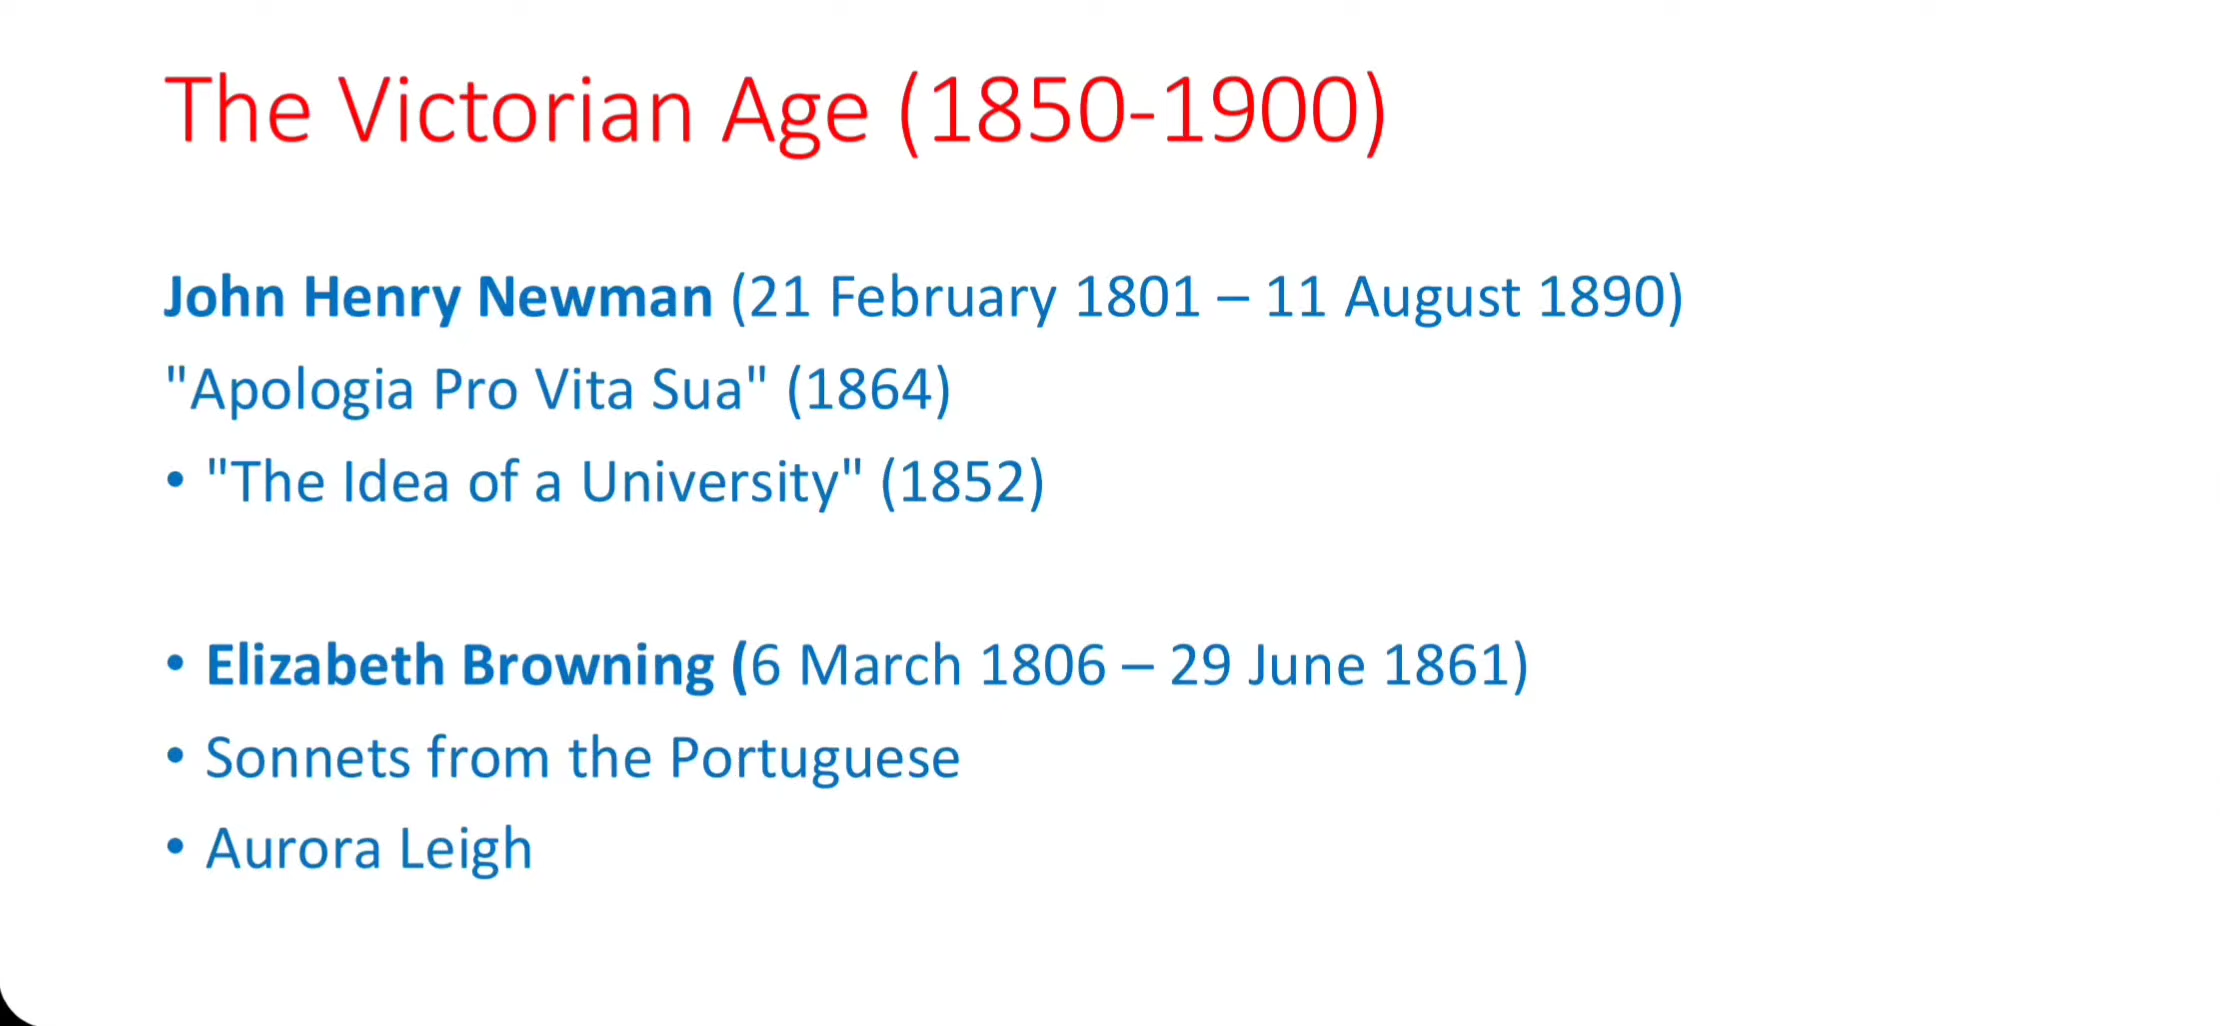 The Victorian Age (1850-1900)
John Henry Newman (21 February 1801 – 11 August 1890)
"Apologia Pro Vita Sua" (1864)
• "The Idea of a University" (1852)
• Elizabeth Browning (6 March 1806 – 29 June 1861)
• Sonnets from the Portuguese
• Aurora Leigh